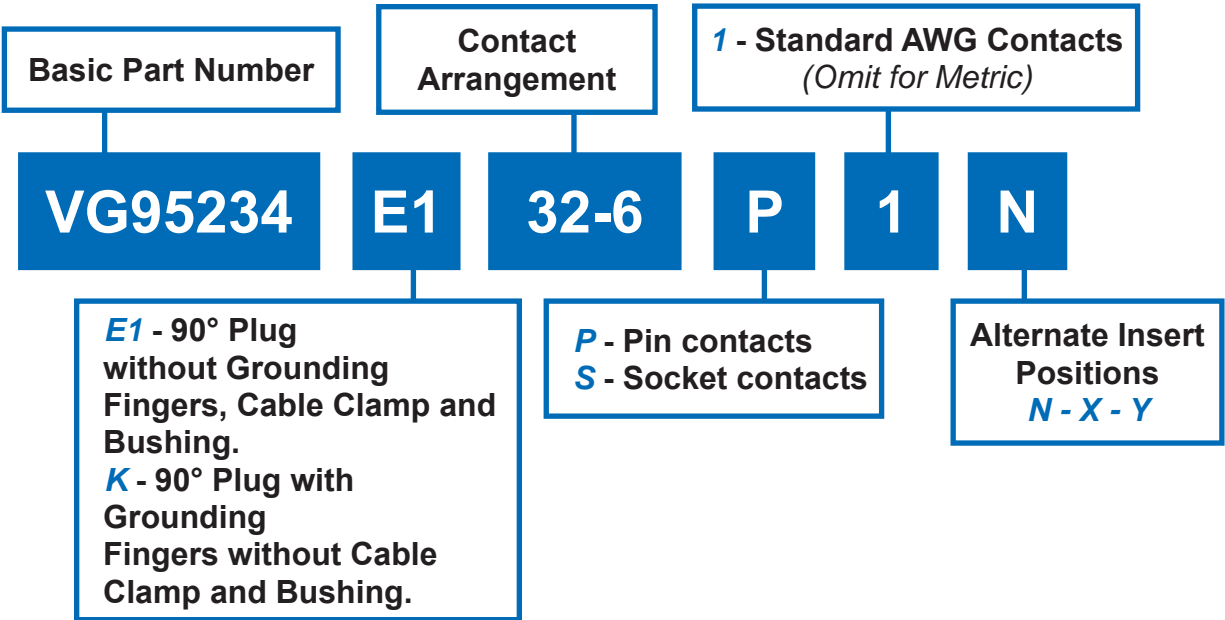 Basic Part Number
Contact
Arrangement
1 - Standard AWG Contacts
(Omit for Metric)
VG95234
E1
32-6
P
1
N
E1 - 90° Plug
without Grounding
Fingers, Cable Clamp and
Bushing.
K - 90° Plug with
Grounding
Fingers without Cable
Clamp and Bushing.
P - Pin contacts
S - Socket contacts
Alternate Insert
Positions
N - X - Y